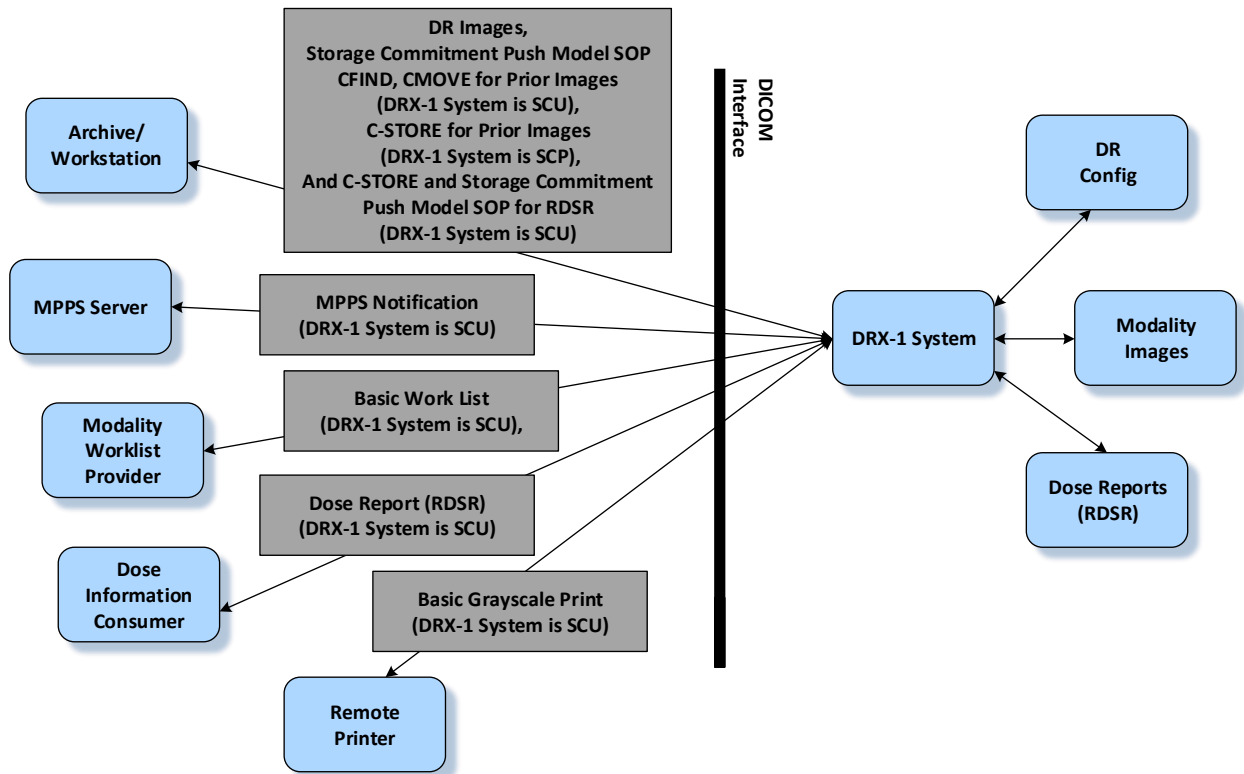 DR Images,
Storage Commitment Push Model SOP
CFIND, CMOVE for Prior Images
(DRX-1 System is SCU),
C-STORE for Prior Images
(DRX-1 System is SCP),
And C-STORE and Storage Commitment
Push Model SOP for RDSR
(DRX-1 System is SCU)
Archive/
Workstation
DICOM
Interface
DR
Config
MPPS Server
MPPS Notification
(DRX-1 System is SCU)
DRX-1 System
Modality
Images
Basic Work List
(DRX-1 System is SCU),
Modality
Worklist
Provider
Dose Report (RDSR)
(DRX-1 System is SCU)
Dose Reports
(RDSR)
Dose
Information
Consumer
Basic Grayscale Print
(DRX-1 System is SCU)
Remote
Printer